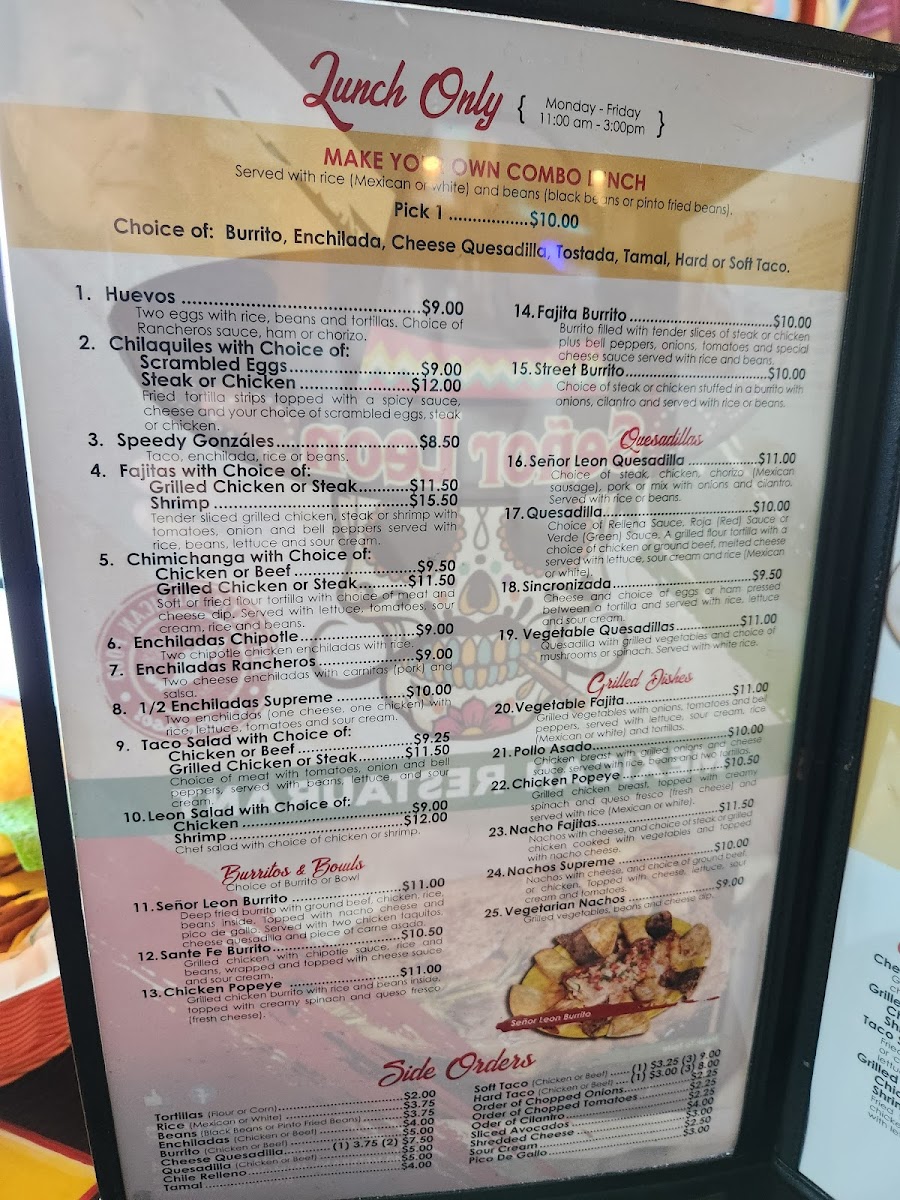 Lunch Only { Monday - Friday
11:00 am - 3:00pm }
MAKE YOUR OWN COMBO LUNCH
Served with rice (Mexican or white) and beans (black beans or pinto fried beans).
Pick 1 ................$10.00
Choice of: Burrito, Enchilada, Cheese Quesadilla, Tostada, Tamal, Hard or Soft Taco.
1. Huevos ........................................$9.00
Two eggs with rice, beans and tortillas. Choice of
Rancheros sauce, ham or chorizo.
2. Chilaquiles with Choice of:
Scrambled Eggs......................$9.00
Steak or Chicken ...................$12.00
Fried tortilla strips topped with a spicy sauce,
cheese and your choice of scrambled eggs, steak
or chicken.
3. Speedy Gonzáles.........................$8.50
Taco, enchilada, rice or beans.
4. Fajitas with Choice of:
Grilled Chicken or Steak..........$11.50
Shrimp ..................................$15.50
Tender sliced grilled chicken, steak or shrimp with
tomatoes, onion and bell peppers served with
rice, beans, lettuce and sour cream.
5. Chimichanga with Choice of:
Chicken or Beef .....................$9.50
Grilled Chicken or Steak..........$11.50
Soft or fried flour tortilla with choice of meat and
cheese dip. Served with lettuce, tomatoes, sour
cream, rice and beans.
6. Enchiladas Chipotle....................$9.00
Two chipotle chicken enchiladas with rice.
7. Enchiladas Rancheros .................$9.00
Two cheese enchiladas with carnitas (pork) and
salsa.
8. 1/2 Enchiladas Supreme ............$10.00
Two enchiladas (one cheese, one chicken) with
rice, lettuce, tomatoes and sour cream.
9. Taco Salad with Choice of:
Chicken or Beef .....................$9.25
Grilled Chicken or Steak..........$11.50
Choice of meat with tomatoes, onion and bell
peppers, served with beans, lettuce, and sour
cream.
10. Leon Salad with Choice of:
Chicken ................................$9.00
Shrimp ................................$12.00
Chef salad with choice of chicken or shrimp.
Burritos & Bowls
Choice of Burrito or Bowl
11. Señor Leon Burrito ...................$11.00
Deep fried burrito with ground beef, chicken, rice,
beans inside. Topped with nacho cheese and
pico de gallo. Served with two chicken taquitos,
cheese quesadilla and piece of carne asada.
12. Sante Fe Burrito.......................$10.50
Grilled chicken, with chipotle sauce, rice and
beans, wrapped and topped with cheese sauce
and sour cream.
13. Chicken Popeye .....................$11.00
Grilled chicken burrito with rice and beans inside,
topped with creamy spinach and queso fresco
(fresh cheese).
14. Fajita Burrito ..........................$10.00
Burrito filled with tender slices of steak or chicken
plus bell peppers, onions, tomatoes and special
cheese sauce served with rice and beans.
15. Street Burrito..........................$10.00
Choice of steak or chicken stuffed in a burrito with
onions, cilantro and served with rice or beans.
Quesadillas
16. Señor Leon Quesadilla ............$11.00
Choice of steak, chicken, chorizo (Mexican
sausage), pork or mix with onions and cilantro.
Served with rice or beans.
17. Quesadilla..............................$10.00
Choice of Rellena Sauce, Roja (Red) Sauce or
Verde (Green) Sauce. A grilled flour tortilla with a
choice of chicken or ground beef, melted cheese
served with lettuce, sour cream and rice (Mexican
or white).
18. Sincronizada ..........................$9.50
Cheese and choice of eggs or ham pressed
between a tortilla and served with rice, lettuce
and sour cream.
19. Vegetable Quesadillas.............$11.00
Quesadilla with grilled vegetables and choice of
mushrooms or spinach. Served with white rice.
Grilled Dishes
20. Vegetable Fajita .....................$11.00
Grilled vegetables with onions, tomatoes and bell
peppers, served with lettuce, sour cream, rice
(Mexican or white) and tortillas.
21. Pollo Asado............................$10.00
Chicken breast with grilled onions and cheese
sauce, served with rice, beans and two tortillas.
22. Chicken Popeye .....................$10.50
Grilled chicken breast, topped with creamy
spinach and queso fresco (fresh cheese) and
served with rice (Mexican or white).
23. Nacho Fajitas..........................$11.50
Nachos with cheese, and choice of steak or grilled
chicken cooked with vegetables and topped
with nacho cheese.
24. Nachos Supreme ....................$10.00
Nachos with cheese, and choice of ground beef,
or chicken. Topped with cheese, lettuce, sour
cream and tomatoes.
25. Vegetarian Nachos .................$9.00
Grilled vegetables, beans and cheese dip.
Señor Leon Burrito
Side Orders
Tortillas (Flour or Corn)..........................$2.00
Rice (Mexican or White) ........................$3.75
Beans (Black Beans or Pinto Fried Beans) .....$3.75
Enchiladas (Chicken or Beef) ..................$4.00
Burrito (Chicken or Beef) .......................$5.00
Cheese Quesadilla............(1) 3.75 (2) $7.50
Quesadilla (Chicken or Beef) ..................$5.00
Chile Relleno........................................$5.00
Tamal ..................................................$4.00
Soft Taco (Chicken or Beef) ....(1) $3.25 (3) 9.00
Hard Taco (Chicken or Beef) ....(1) $3.00 (3) 8.00
Order of Chopped Onions......................$2.25
Order of Chopped Tomatoes .................$2.25
Oder of Cilantro...................................$2.25
Sliced Avocados ..................................$4.00
Shredded Cheese ................................$3.00
Sour Cream .........................................$2.50
Pico De Gallo ......................................$3.00